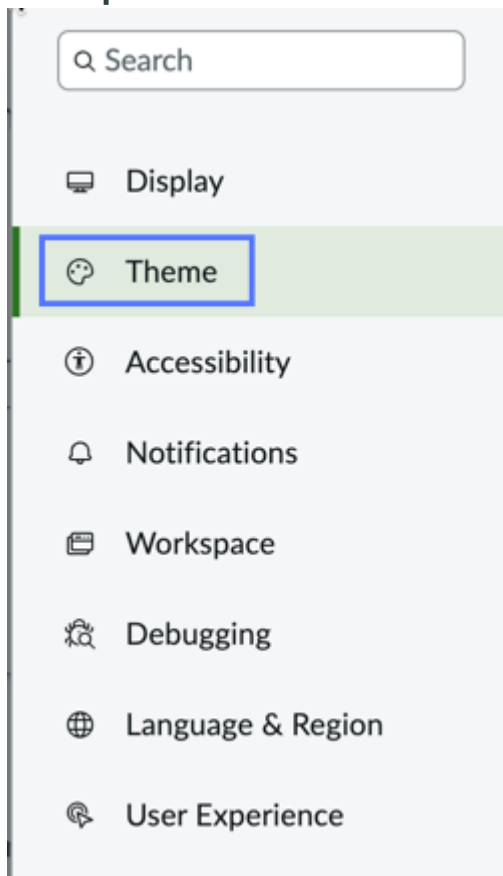 Search
Display
Theme
Accessibility
Notifications
Workspace
Debugging
Language & Region
User Experience